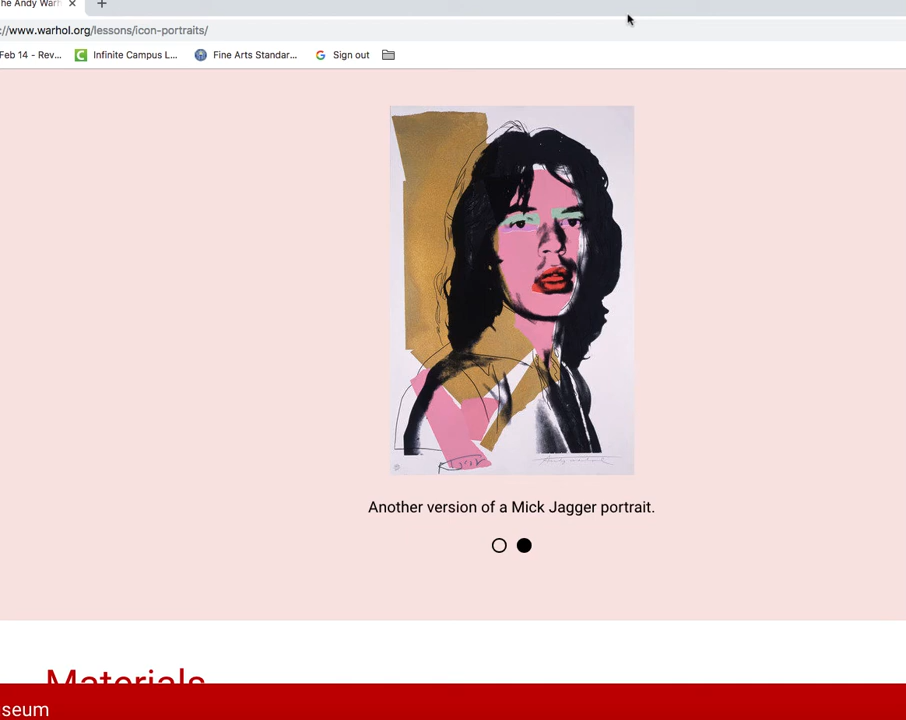 he Andy Warh
://www.warhol.org/lessons/icon-portraits/
Feb 14 - Rev... Infinite Campus L... Fine Arts Standar... Sign out
Another version of a Mick Jagger portrait.
Materials
seum